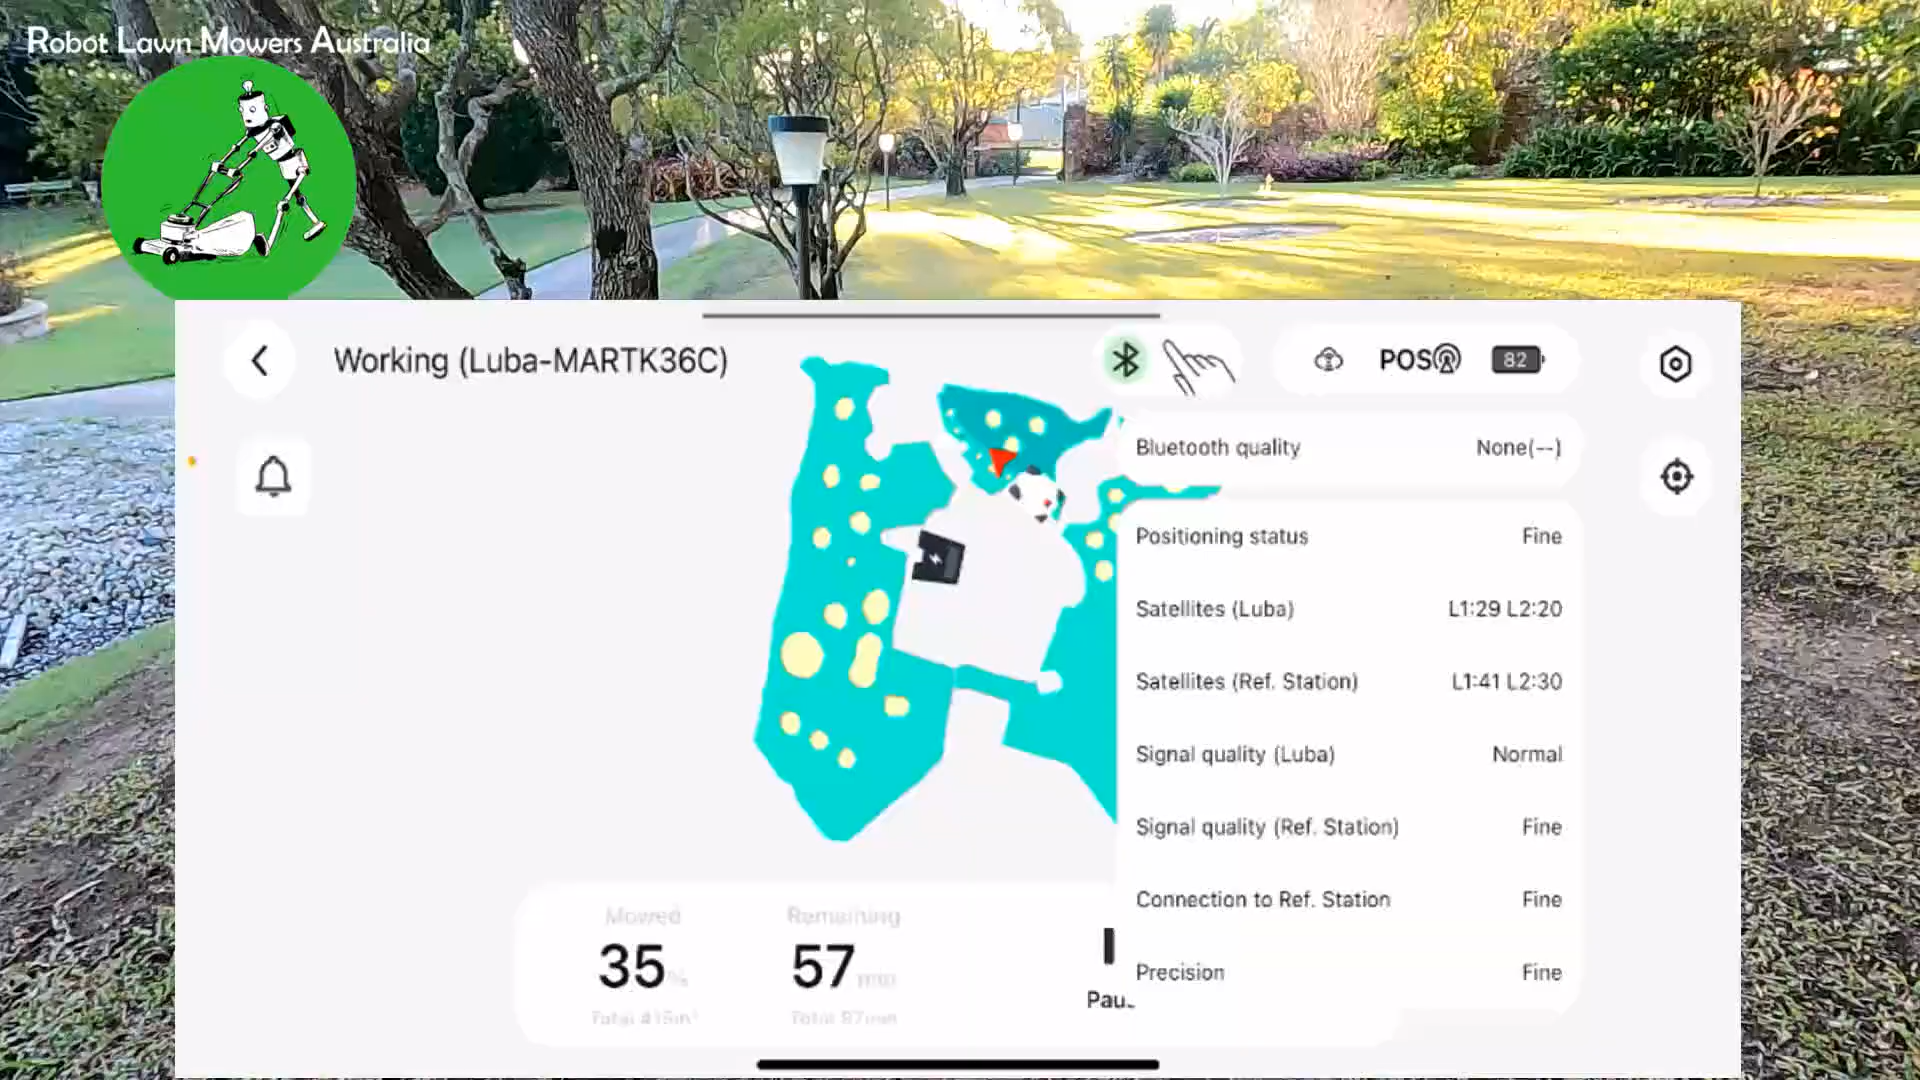 Robot Lawn Mowers Australia
Working (Luba-MARTK36C)
POS
82
Bluetooth quality None(--)
Positioning status Fine
Satellites (Luba) L1:29 L2:20
Satellites (Ref. Station) L1:41 L2:30
Signal quality (Luba) Normal
Signal quality (Ref. Station) Fine
Connection to Ref. Station Fine
Precision Fine
Mowed Remaining
35 % 57 min
Pau